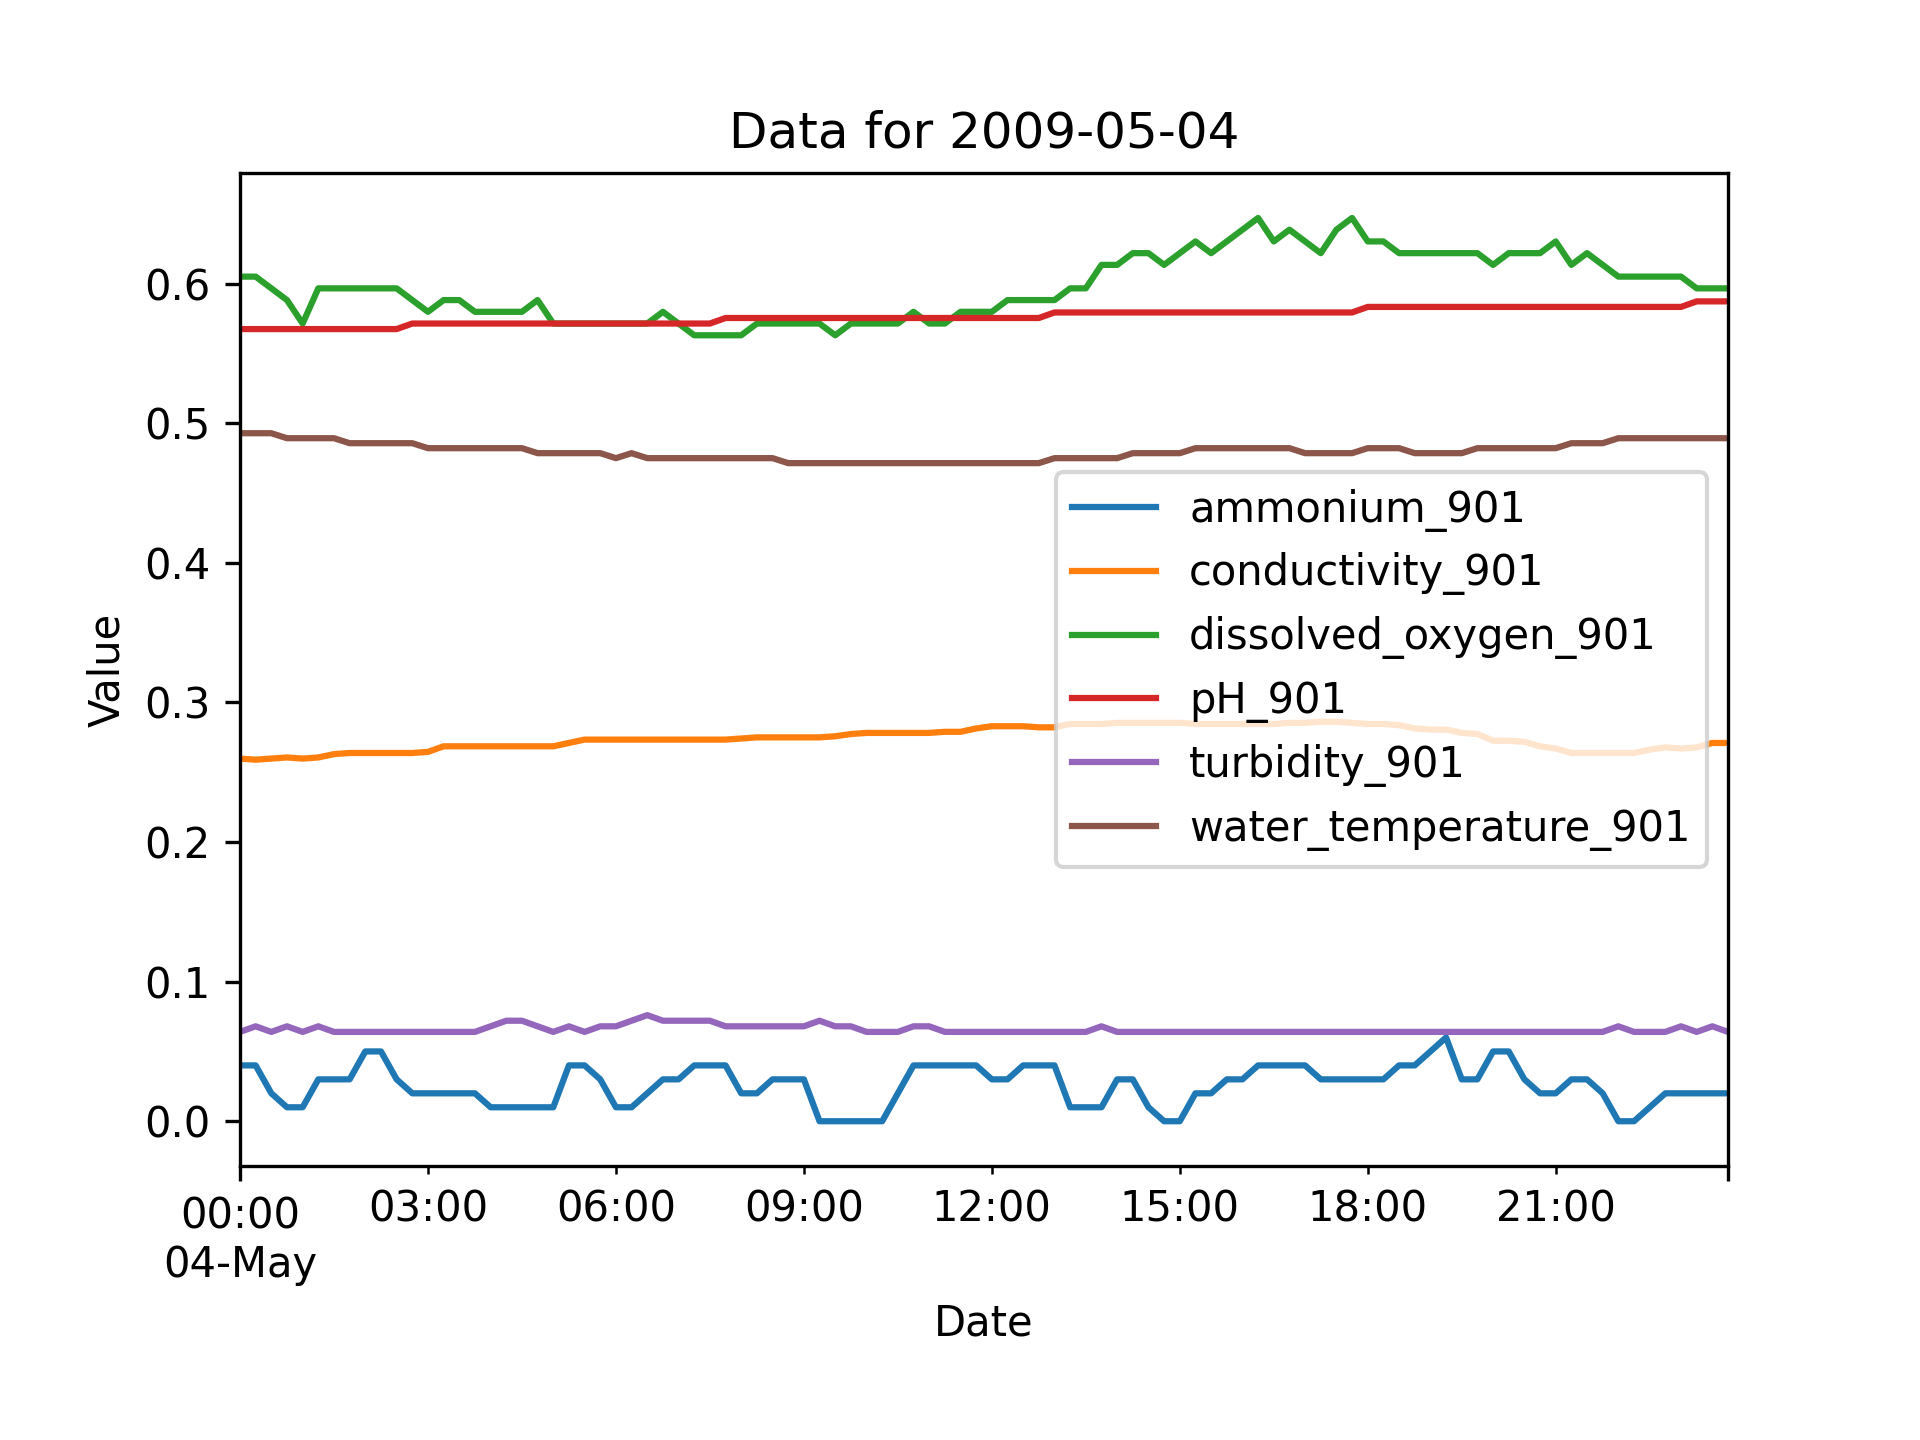 Data for 2009-05-04
Value
0.6
0.5
0.4
0.3
0.2
0.1
0.0
ammonium_901
conductivity_901
dissolved_oxygen_901
pH_901
turbidity_901
water_temperature_901
00:00 03:00 06:00 09:00 12:00 15:00 18:00 21:00
04-May
Date